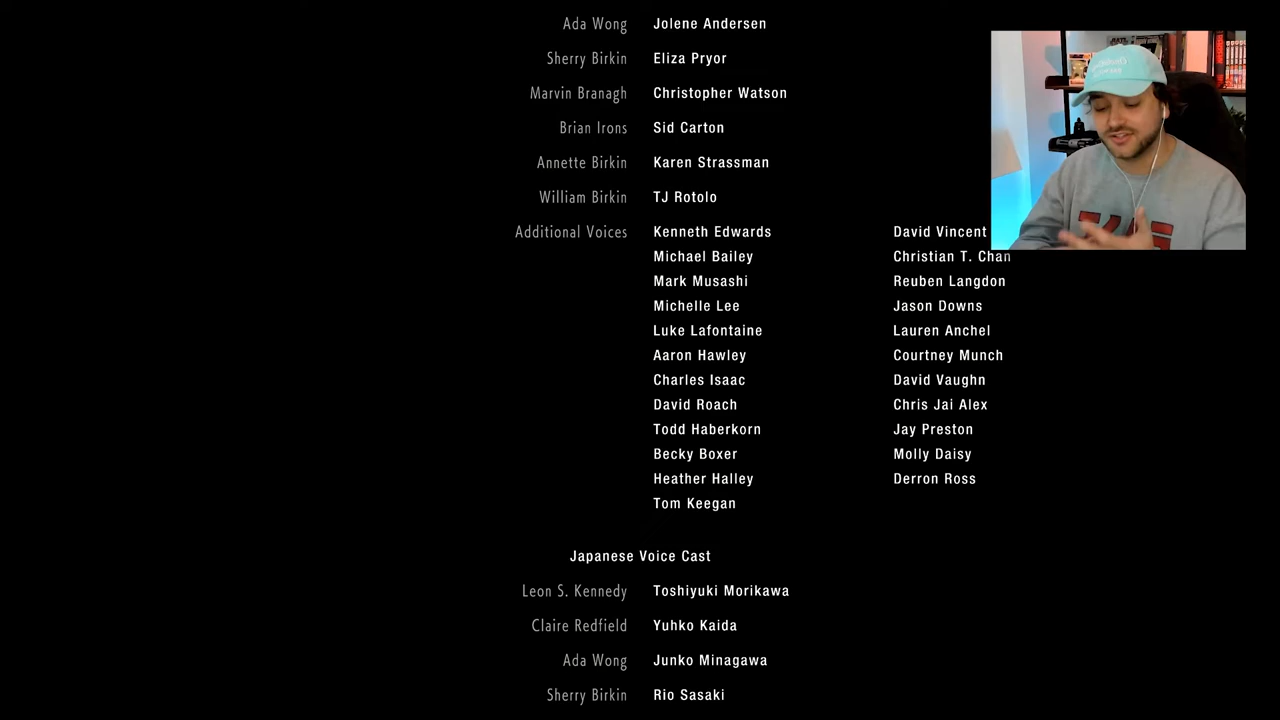 Ada Wong Jolene Andersen
Sherry Birkin Eliza Pryor
Marvin Branagh Christopher Watson
Brian Irons Sid Carton
Annette Birkin Karen Strassman
William Birkin TJ Rotolo
Additional Voices Kenneth Edwards David Vincent
Michael Bailey Christian T. Chan
Mark Musashi Reuben Langdon
Michelle Lee Jason Downs
Luke Lafontaine Lauren Anchel
Aaron Hawley Courtney Munch
Charles Isaac David Vaughn
David Roach Chris Jai Alex
Todd Haberkorn Jay Preston
Becky Boxer Molly Daisy
Heather Halley Derron Ross
Tom Keegan
Japanese Voice Cast
Leon S. Kennedy Toshiyuki Morikawa
Claire Redfield Yuhko Kaida
Ada Wong Junko Minagawa
Sherry Birkin Rio Sasaki